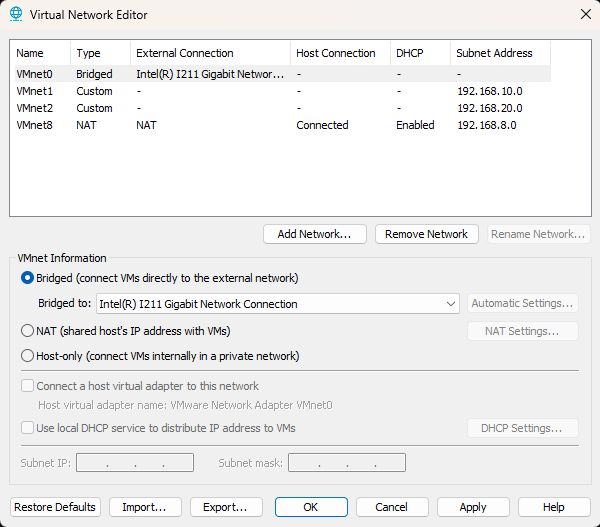 Virtual Network Editor
Name Type External Connection Host Connection DHCP Subnet Address
VMnet0 Bridged Intel(R) I211 Gigabit Networ... - - -
VMnet1 Custom - - - 192.168.10.0
VMnet2 Custom - - - 192.168.20.0
VMnet8 NAT NAT Connected Enabled 192.168.8.0
Add Network... Remove Network Rename Network...
VMnet Information
Bridged (connect VMs directly to the external network)
Bridged to: Intel(R) I211 Gigabit Network Connection Automatic Settings...
NAT (shared host's IP address with VMs) NAT Settings...
Host-only (connect VMs internally in a private network)
Connect a host virtual adapter to this network
Host virtual adapter name: VMware Network Adapter VMnet0
Use local DHCP service to distribute IP address to VMs DHCP Settings...
Subnet IP: . . . Subnet mask: . . .
Restore Defaults Import... Export... OK Cancel Apply Help